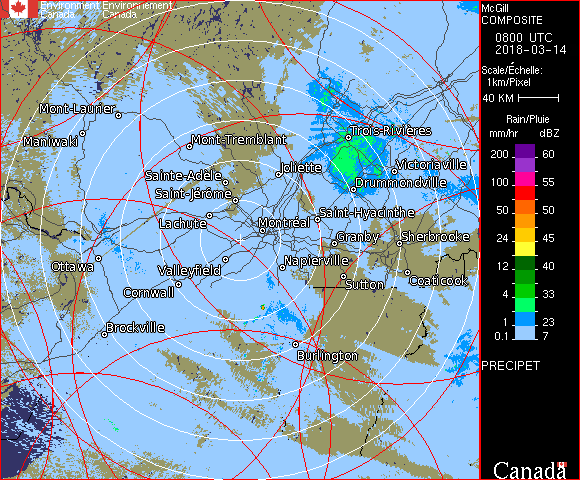 Environment Environnement
Canada Canada
McGill
COMPOSITE
0800 UTC
2018-03-14
Scale/Échelle:
1km/Pixel
40 KM
Rain/Pluie
mm/hr dBZ
200 60
100 55
50 50
24 45
12 40
4 33
1 23
0.1 7
PRECIPET
Canada
Mont-Laurier
Maniwaki
Mont-Tremblant
Trois-Rivières
Sainte-Adèle
Joliette
Victoriaville
Saint-Jérôme
Drummondville
Lachute
Montréal
Saint-Hyacinthe
Granby
Sherbrooke
Ottawa
Valleyfield
Napierville
Cornwall
Sutton
Coaticook
Brockville
Burlington